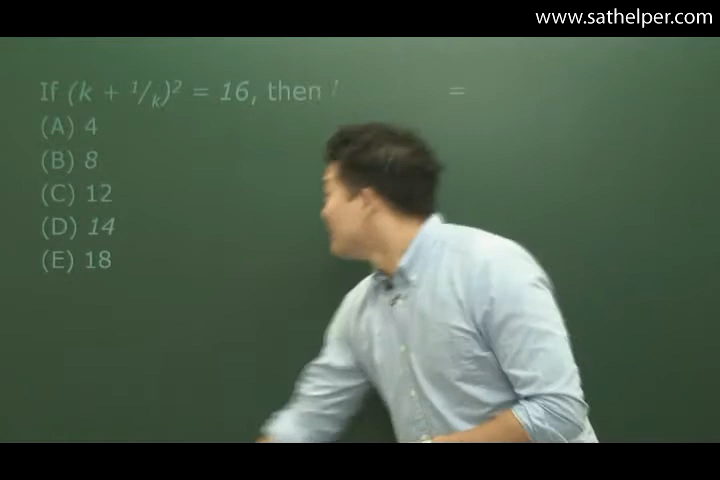 www.sathelper.com
If (k + 1/k)² = 16, then =
(A) 4
(B) 8
(C) 12
(D) 14
(E) 18